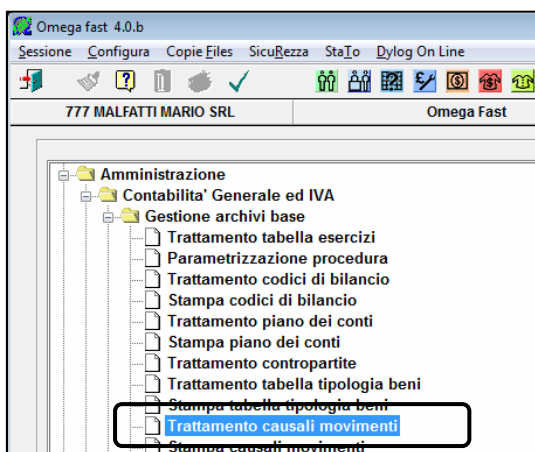 Omega fast 4.0.b
Sessione Configura Copie Files SicuRezza StaTo Dylog On Line
777 MALFATTI MARIO SRL Omega Fast
Amministrazione
Contabilita' Generale ed IVA
Gestione archivi base
Trattamento tabella esercizi
Parametrizzazione procedura
Trattamento codici di bilancio
Stampa codici di bilancio
Trattamento piano dei conti
Stampa piano dei conti
Trattamento contropartite
Trattamento tabella tipologia beni
Stampa tabella tipologia beni
Trattamento causali movimenti
Stampa causali movimenti